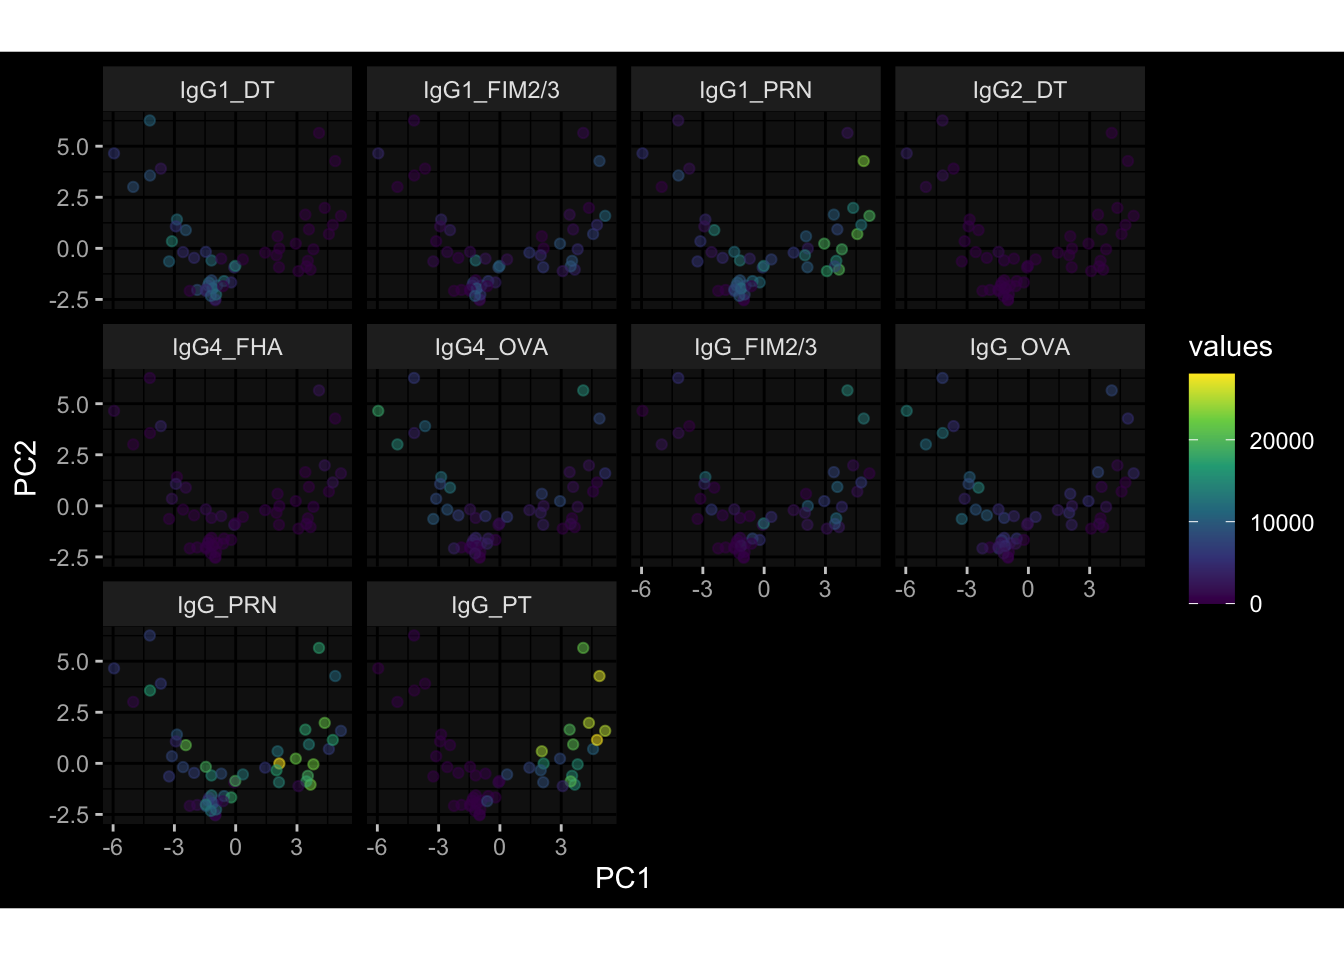 IgG1_DT IgG1_FIM2/3 IgG1_PRN IgG2_DT
5.0
2.5
0.0
-2.5
IgG4_FHA IgG4_OVA IgG_FIM2/3 IgG_OVA
5.0
2.5
0.0
-2.5
-6 -3 0 3 -6 -3 0 3
IgG_PRN IgG_PT
5.0
2.5
0.0
-2.5
-6 -3 0 3 -6 -3 0 3
PC1
PC2
values
20000
10000
0